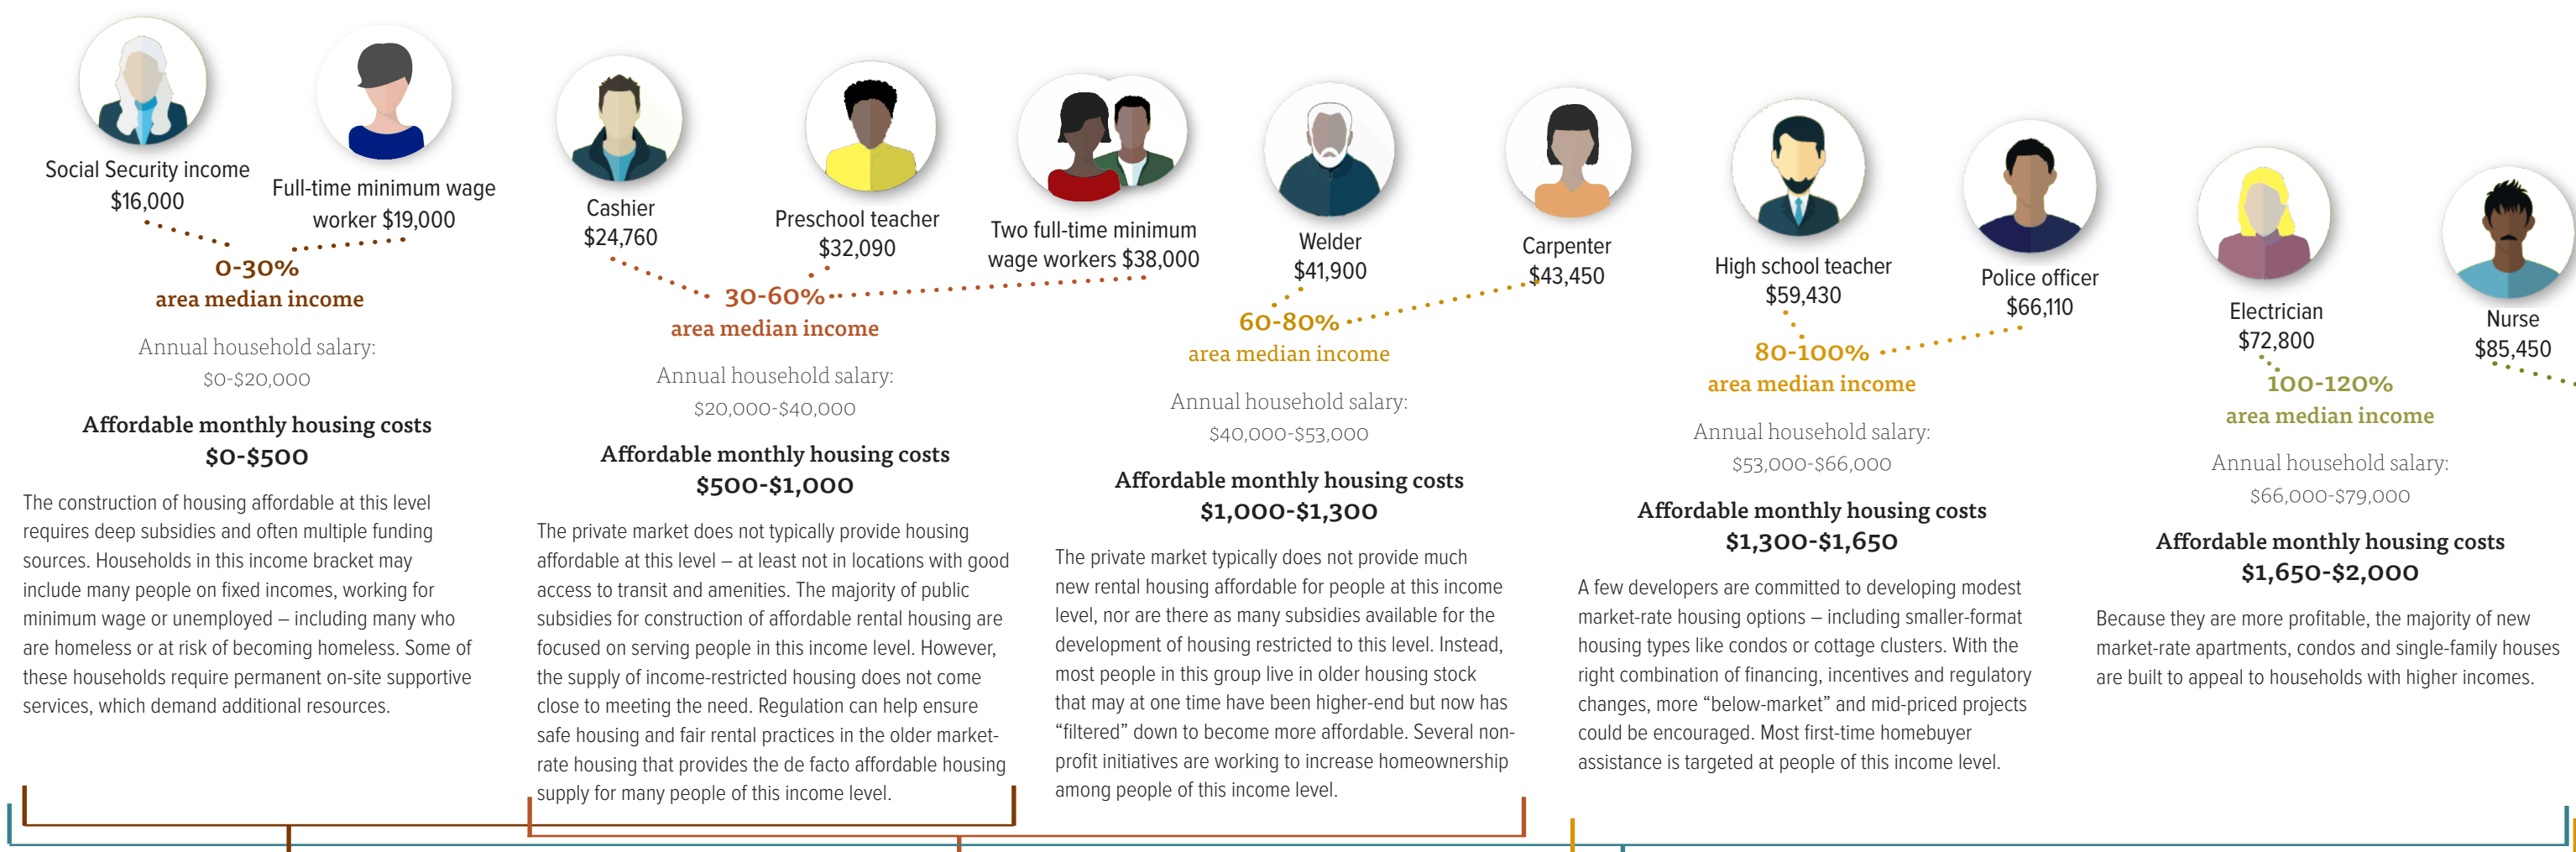 Social Security income
$16,000
Full-time minimum wage
worker $19,000
0-30%
area median income
Annual household salary:
$0-$20,000
Affordable monthly housing costs
$0-$500
The construction of housing affordable at this level
requires deep subsidies and often multiple funding
sources. Households in this income bracket may
include many people on fixed incomes, working for
minimum wage or unemployed – including many who
are homeless or at risk of becoming homeless. Some of
these households require permanent on-site supportive
services, which demand additional resources.
Cashier
$24,760
Preschool teacher
$32,090
Two full-time minimum
wage workers $38,000
30-60%
area median income
Annual household salary:
$20,000-$40,000
Affordable monthly housing costs
$500-$1,000
The private market does not typically provide housing
affordable at this level – at least not in locations with good
access to transit and amenities. The majority of public
subsidies for construction of affordable rental housing are
focused on serving people in this income level. However,
the supply of income-restricted housing does not come
close to meeting the need. Regulation can help ensure
safe housing and fair rental practices in the older market-
rate housing that provides the de facto affordable housing
supply for many people of this income level.
Welder
$41,900
Carpenter
$43,450
60-80%
area median income
Annual household salary:
$40,000-$53,000
Affordable monthly housing costs
$1,000-$1,300
The private market typically does not provide much
new rental housing affordable for people at this income
level, nor are there as many subsidies available for the
development of housing restricted to this level. Instead,
most people in this group live in older housing stock
that may at one time have been higher-end but now has
“filtered” down to become more affordable. Several non-
profit initiatives are working to increase homeownership
among people of this income level.
High school teacher
$59,430
Police officer
$66,110
80-100%
area median income
Annual household salary:
$53,000-$66,000
Affordable monthly housing costs
$1,300-$1,650
A few developers are committed to developing modest
market-rate housing options – including smaller-format
housing types like condos or cottage clusters. With the
right combination of financing, incentives and regulatory
changes, more “below-market” and mid-priced projects
could be encouraged. Most first-time homebuyer
assistance is targeted at people of this income level.
Electrician
$72,800
Nurse
$85,450
100-120%
area median income
Annual household salary:
$66,000-$79,000
Affordable monthly housing costs
$1,650-$2,000
Because they are more profitable, the majority of new
market-rate apartments, condos and single-family houses
are built to appeal to households with higher incomes.